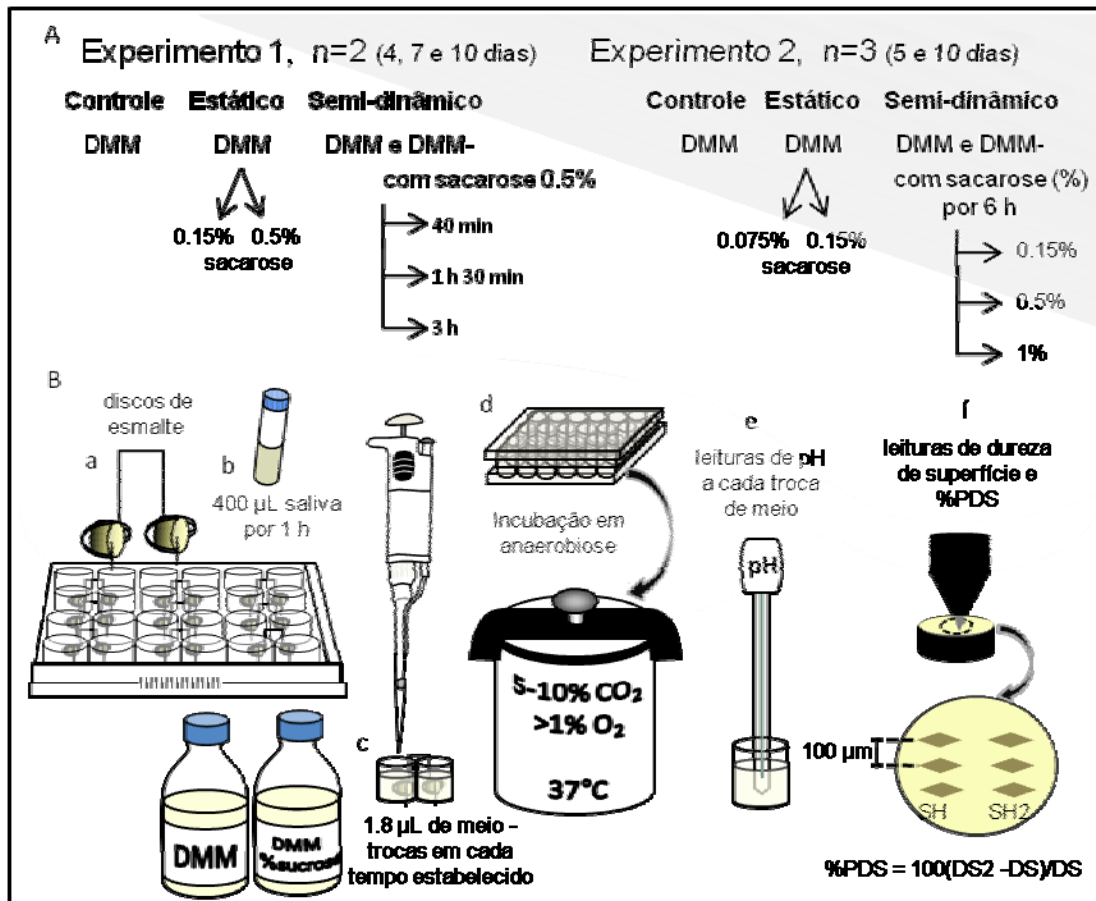 A
Experimento 1, n=2 (4, 7 e 10 dias)
Controle Estático Semi-dinâmico
DMM DMM DMM e DMM-
com sacarose 0.5%
0.15% 0.5%
sacarose
40 min
1 h 30 min
3 h
Experimento 2, n=3 (5 e 10 dias)
Controle Estático Semi-dinâmico
DMM DMM DMM e DMM-
com sacarose (%)
por 6 h
0.075% 0.15%
sacarose
0.15%
0.5%
1%
B
discos de
esmalte
a
b
400 µL saliva
por 1 h
DMM
DMM
%sucrose
c
1.8 µL de meio –
trocas em cada
tempo estabelecido
d
Incubação em
anaerobiose
5-10% CO₂
>1% O₂
37°C
e
leituras de pH
a cada troca
de meio
pH
f
leituras de dureza
de superfície e
%PDS
100 µm
SH SH2
%PDS = 100(DS2 –DS)/DS